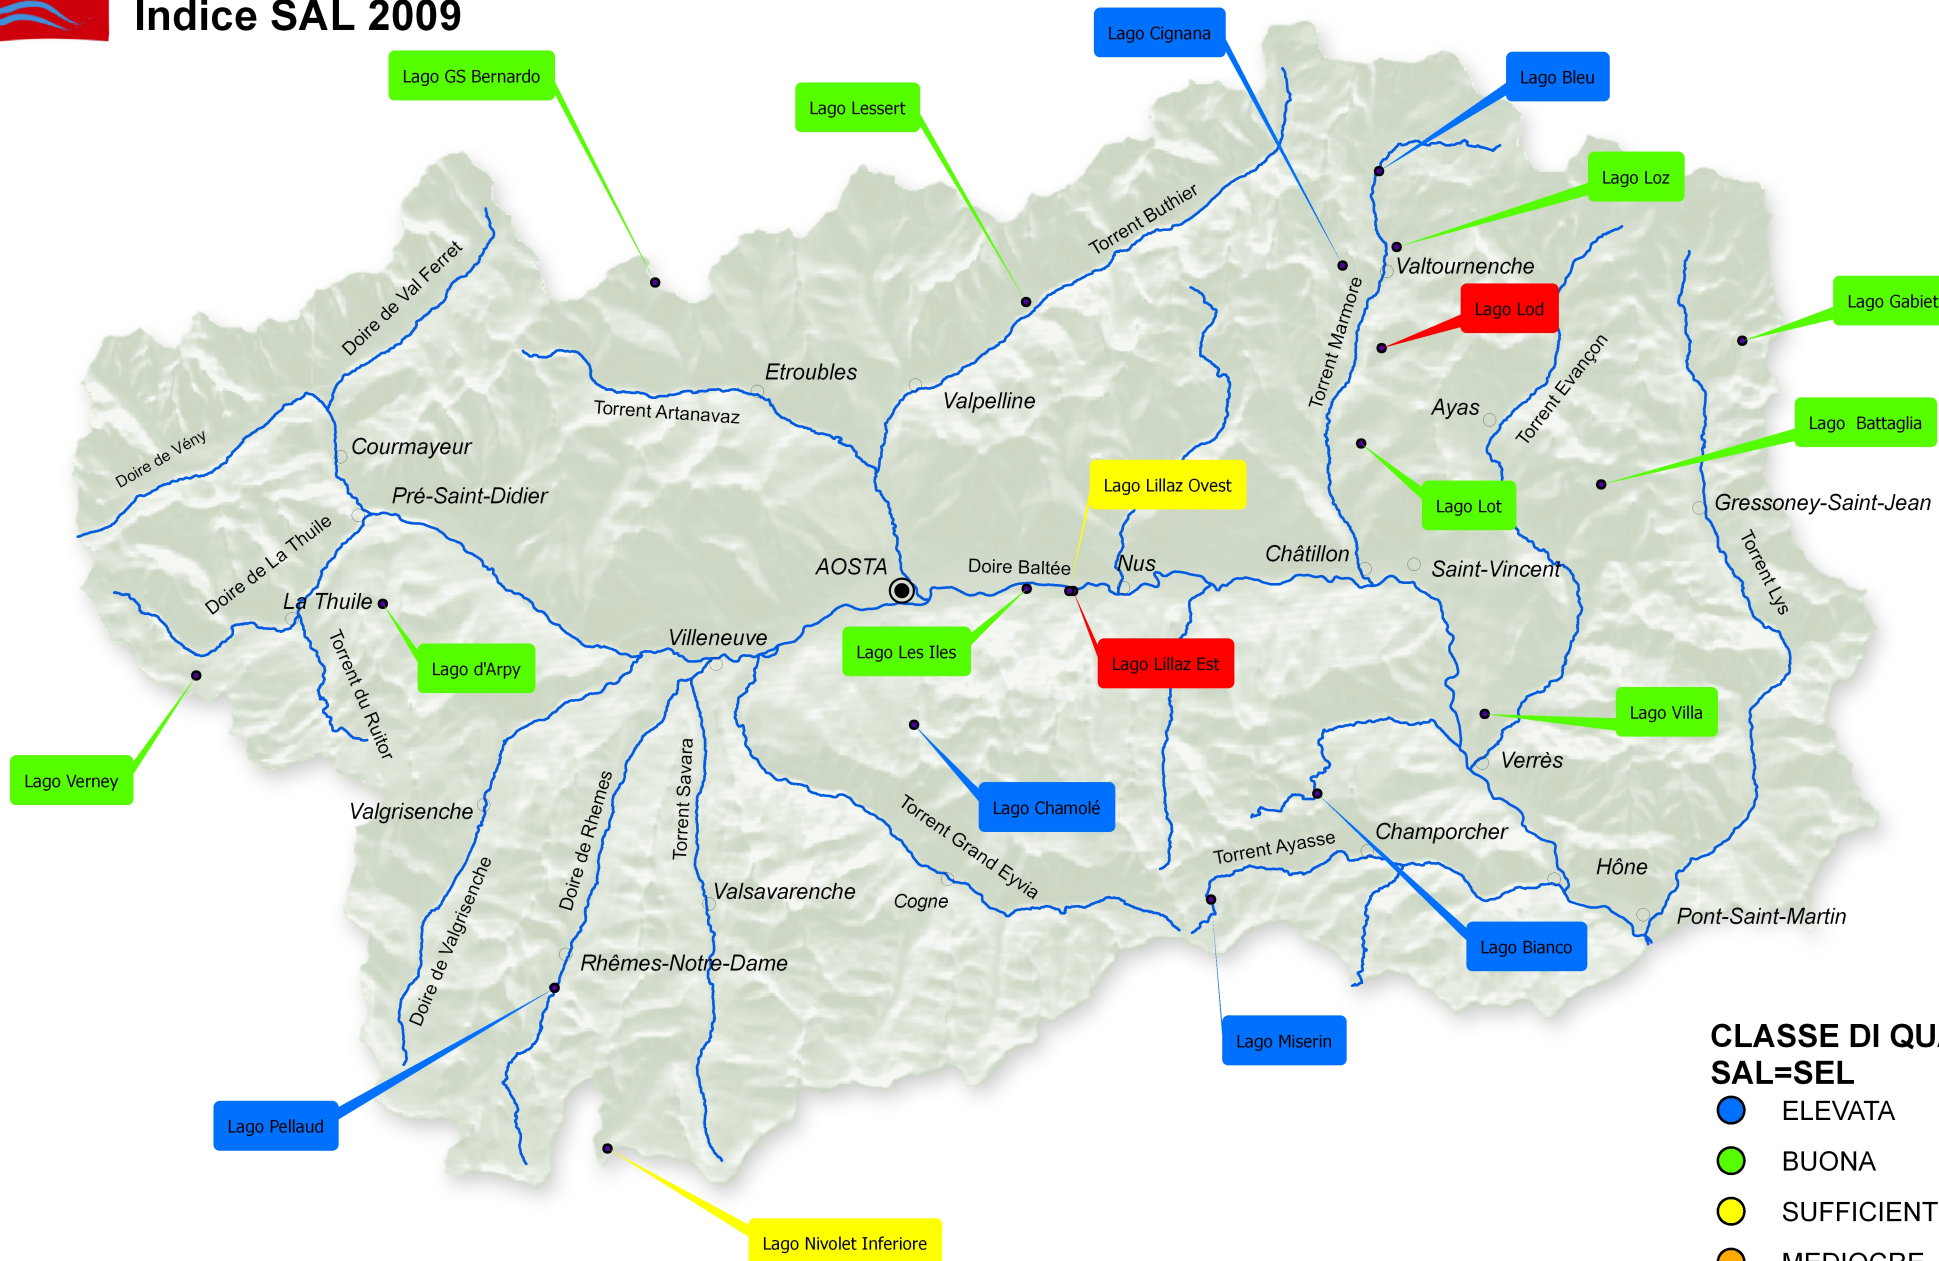 Indice SAL 2009
Lago Cignana
Lago GS Bernardo
Lago Bleu
Lago Lessert
Lago Loz
Torrent Buthier
Doire de Val Ferret
Valtournenche
Lago Gabiet
Lago Lod
Torrent Marmore
Etroubles
Torrent Evançon
Valpelline
Ayas
Torrent Artanavaz
Lago  Battaglia
Courmayeur
Doire de Vény
Pré-Saint-Didier
Lago Lillaz Ovest
Lago Lot
Gressoney-Saint-Jean
Doire de La Thuile
AOSTA
Doire Baltée
Nus
Châtillon
Saint-Vincent
Torrent Lys
La Thuile
Villeneuve
Lago Les Iles
Lago d'Arpy
Lago Lillaz Est
Torrent du Ruitor
Lago Villa
Lago Verney
Verrès
Valgrisenche
Doire de Rhemes
Torrent Savara
Lago Chamolé
Torrent Grand Eyvia
Torrent Ayasse
Champorcher
Hône
Valsavarenche
Cogne
Doire de Valgrisenche
Pont-Saint-Martin
Lago Bianco
Rhêmes-Notre-Dame
Lago Miserin
Lago Pellaud
Lago Nivolet Inferiore
CLASSE DI QUA
SAL=SEL
ELEVATA
BUONA
SUFFICIENT
MEDIOCRE